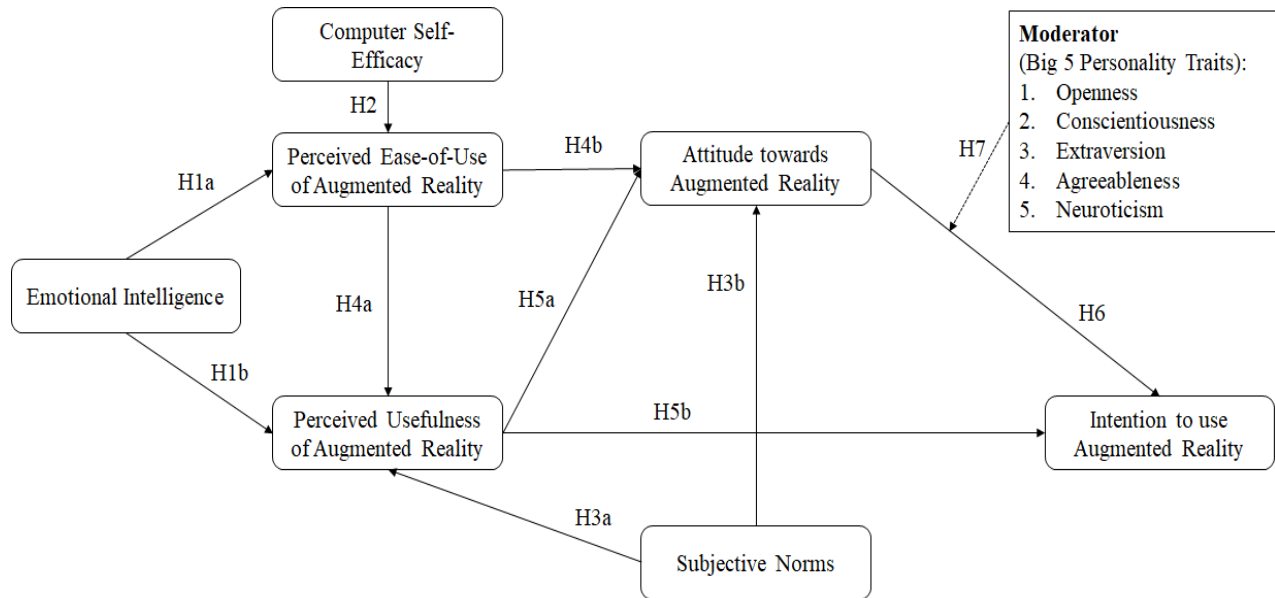 Computer Self-
Efficacy
Moderator
(Big 5 Personality Traits):
1. Openness
2. Conscientiousness
3. Extraversion
4. Agreeableness
5. Neuroticism
H2
Perceived Ease-of-Use
of Augmented Reality
H4b
Attitude towards
Augmented Reality
H7
H1a
Emotional Intelligence
H4a
H5a
H3b
H6
H1b
Perceived Usefulness
of Augmented Reality
H5b
Intention to use
Augmented Reality
H3a
Subjective Norms